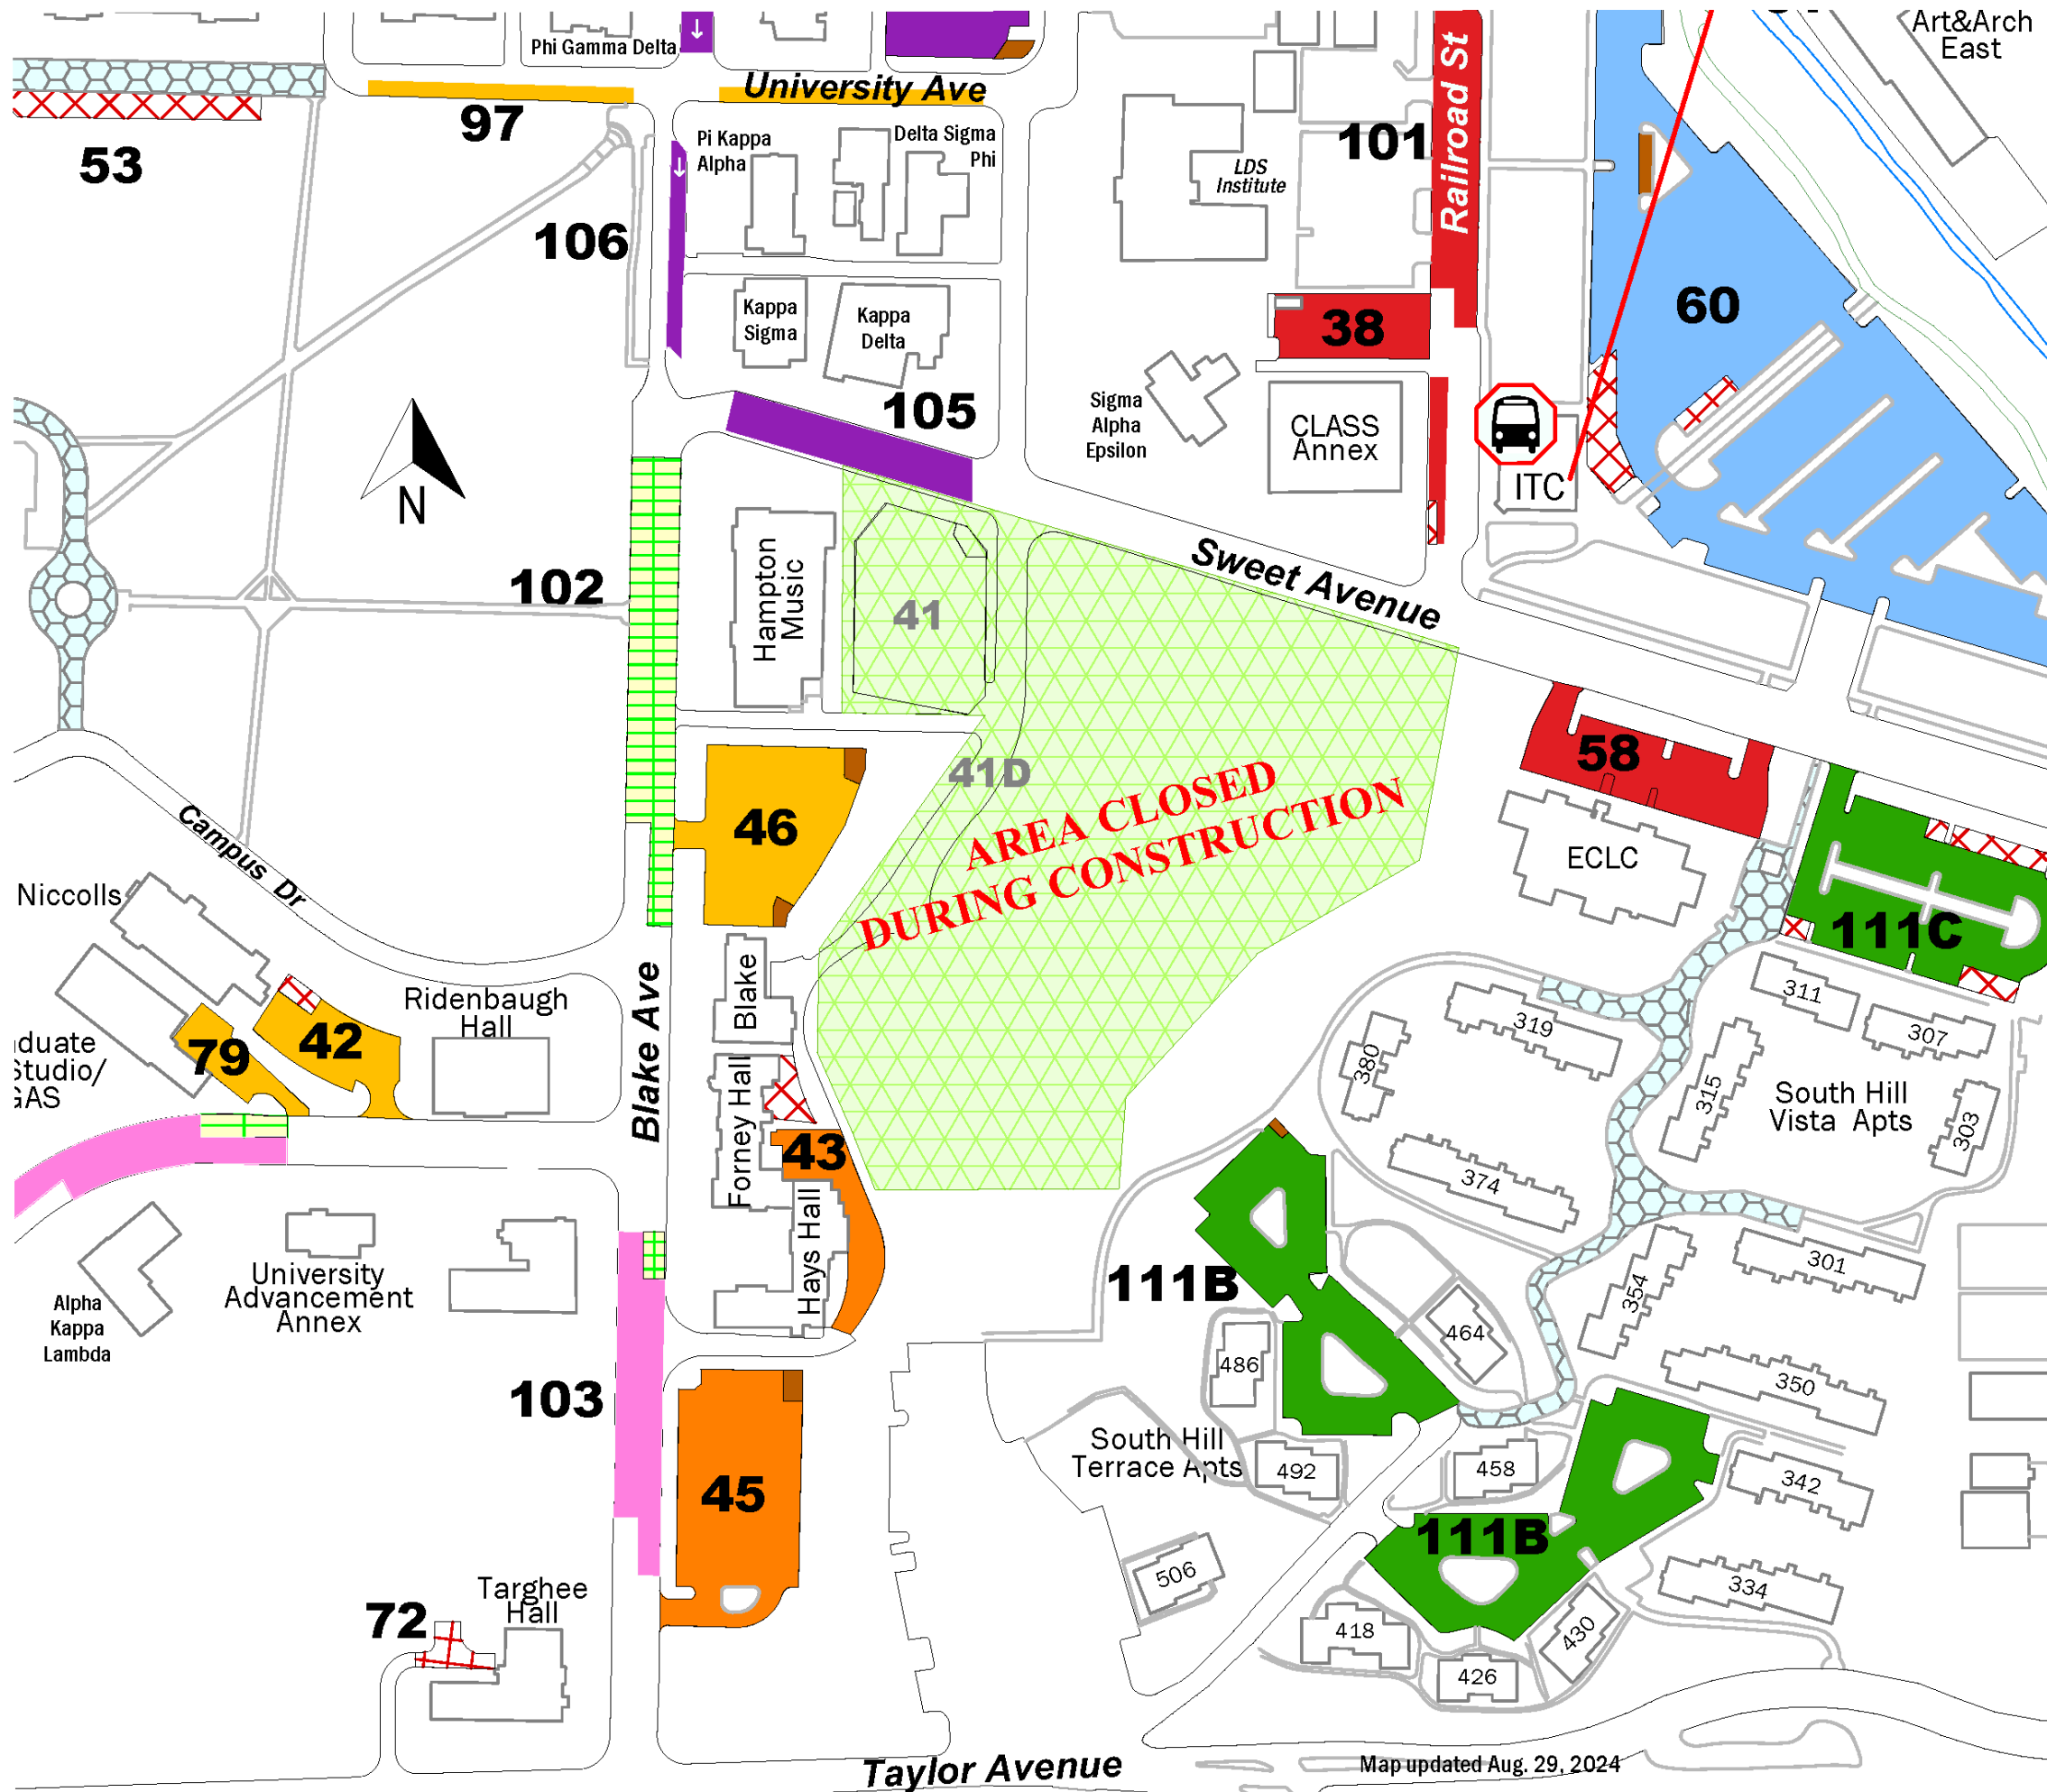 Art&Arch
East
Phi Gamma Delta
↓
University Ave
Railroad St
97
53
101
Pi Kappa
Alpha
↓
Delta Sigma
Phi
LDS
Institute
106
60
38
Kappa
Sigma
Kappa
Delta
105
Sigma
Alpha
Epsilon
CLASS
Annex
ITC
N
Sweet Avenue
102
Hampton
Music
41
41D
46
58
AREA CLOSED
DURING CONSTRUCTION
Campus Dr
ECLC
111C
Niccolls
Blake Ave
Blake
Ridenbaugh
Hall
42
79
duate
Studio/
GAS
311
307
319
380
315
303
South Hill
Vista Apts
Forney Hall
43
374
Hays Hall
University
Advancement
Annex
Alpha
Kappa
Lambda
111B
301
354
464
486
350
103
South Hill
Terrace Apts
492
458
342
45
111B
506
334
Targhee
Hall
72
418
430
426
Taylor Avenue
Map updated Aug. 29, 2024